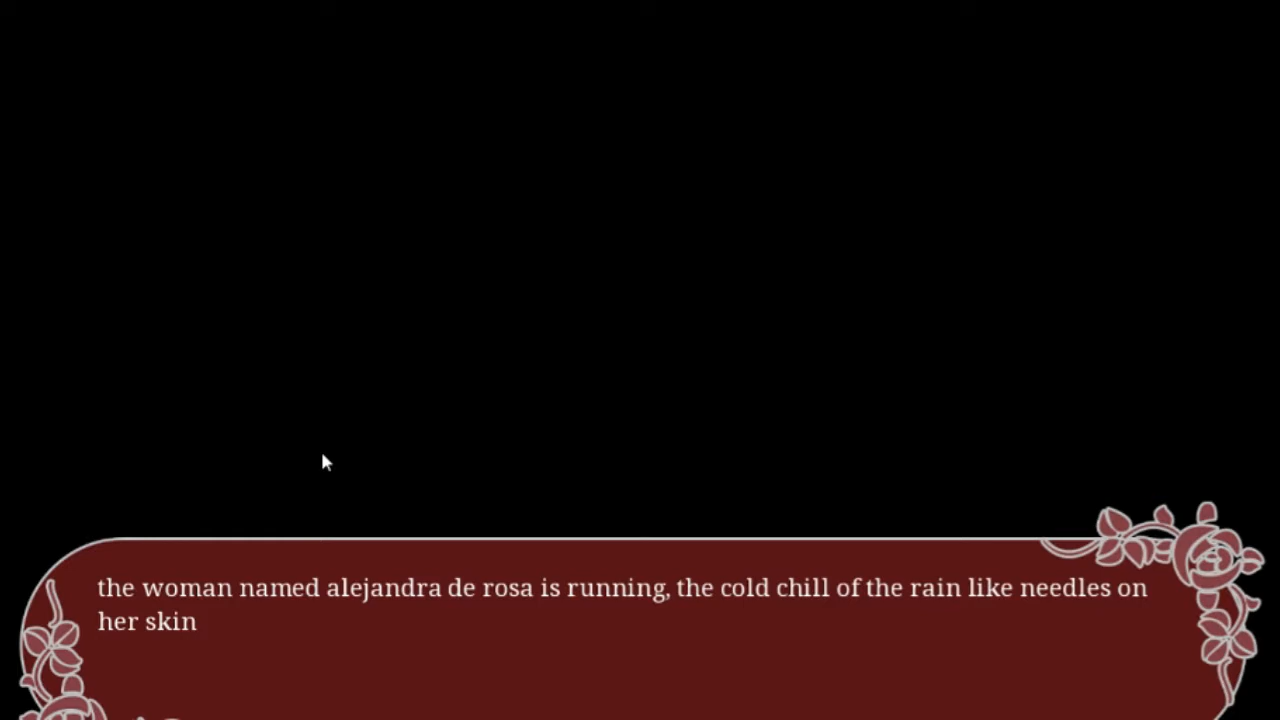 the woman named alejandra de rosa is running, the cold chill of the rain like needles on
her skin